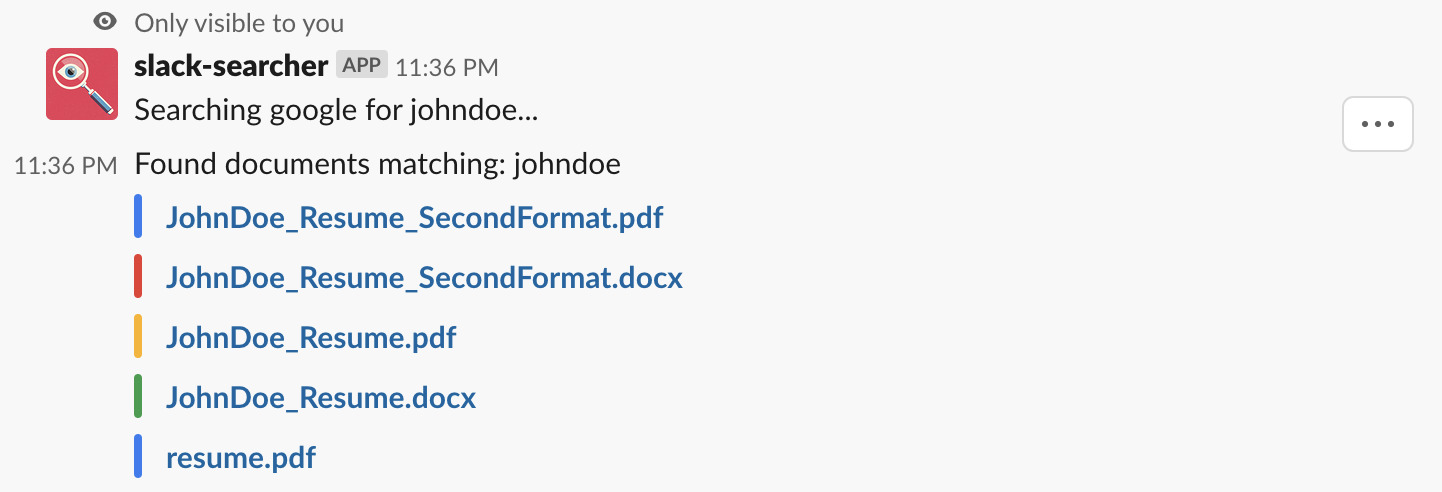 Only visible to you
slack-searcher APP 11:36 PM
Searching google for johndoe...
11:36 PM Found documents matching: johndoe
JohnDoe_Resume_SecondFormat.pdf
JohnDoe_Resume_SecondFormat.docx
JohnDoe_Resume.pdf
JohnDoe_Resume.docx
resume.pdf